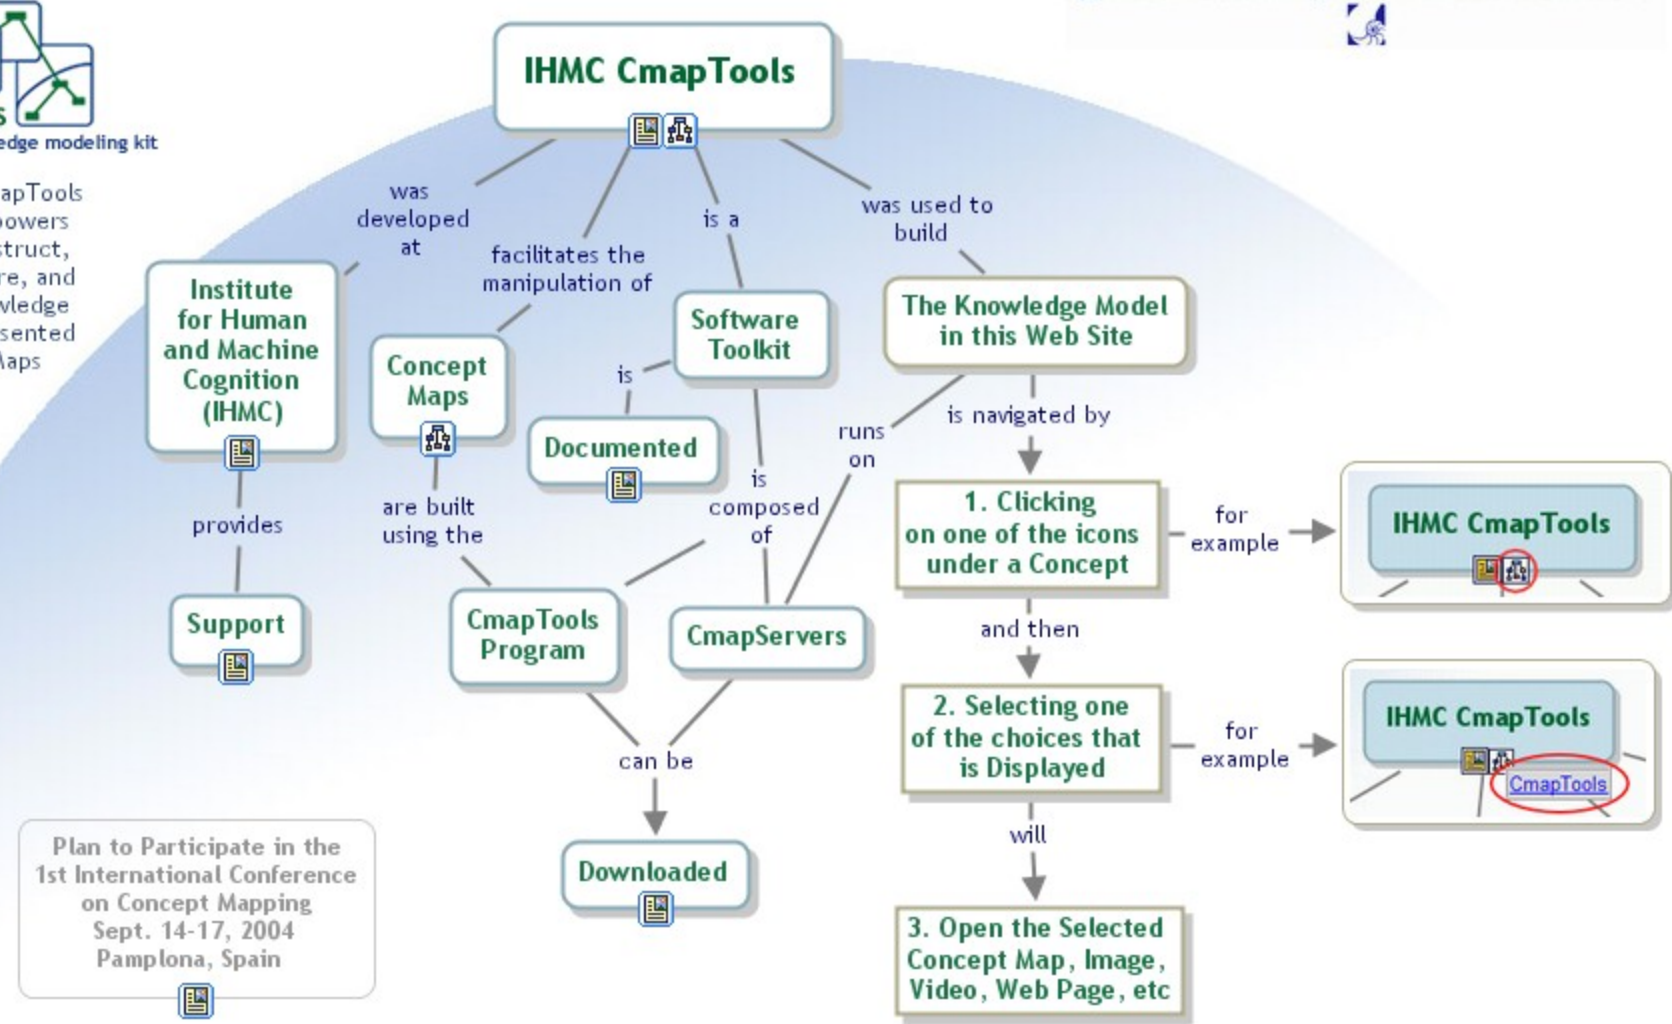 IHMC CmapTools
edge modeling kit
apTools
powers
struct,
re, and
wledge
sented
Maps
was
developed
at
facilitates the
manipulation of
is a
was used to
build
Institute
for Human
and Machine
Cognition
(IHMC)
Concept
Maps
Software
Toolkit
The Knowledge Model
in this Web Site
is
Documented
runs
on
is navigated by
provides
are built
using the
is
composed
of
1. Clicking
on one of the icons
under a Concept
for
example
IHMC CmapTools
Support
CmapTools
Program
CmapServers
and then
2. Selecting one
of the choices that
is Displayed
for
example
IHMC CmapTools
CmapTools
can be
will
Downloaded
3. Open the Selected
Concept Map, Image,
Video, Web Page, etc
Plan to Participate in the
1st International Conference
on Concept Mapping
Sept. 14-17, 2004
Pamplona, Spain